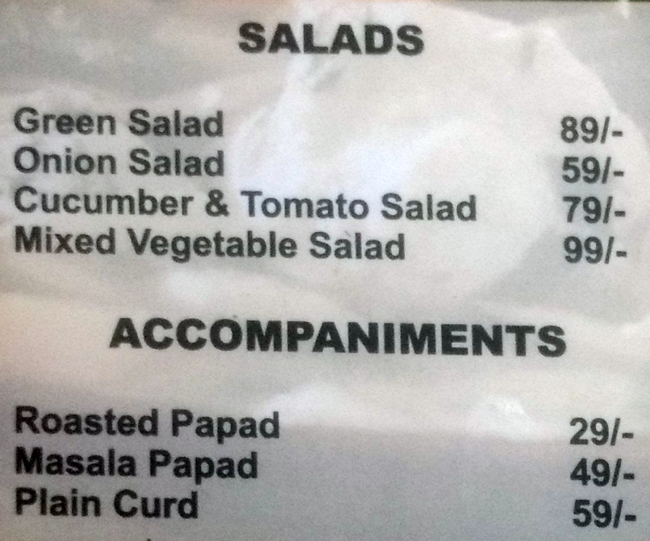 SALADS
Green Salad 89/-
Onion Salad 59/-
Cucumber & Tomato Salad 79/-
Mixed Vegetable Salad 99/-
ACCOMPANIMENTS
Roasted Papad 29/-
Masala Papad 49/-
Plain Curd 59/-